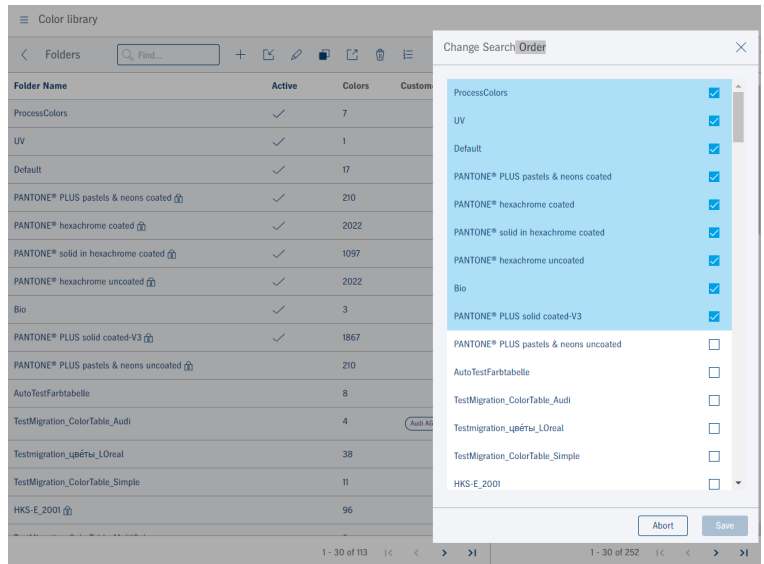 Color library
Folders
Find...
Folder Name Active Colors Custom
ProcessColors 7
UV 1
Default 17
PANTONE® PLUS pastels & neons coated 210
PANTONE® hexachrome coated 2022
PANTONE® solid in hexachrome coated 1097
PANTONE® hexachrome uncoated 2022
Bio 3
PANTONE® PLUS solid coated-V3 1867
PANTONE® PLUS pastels & neons uncoated 210
AutoTestFarbtabelle 8
TestMigration_ColorTable_Audi 4 Audi AG
Testmigration_цвéты_LOreal 38
TestMigration_ColorTable_Simple 11
HKS-E_2001 96
1 - 30 of 113
1 - 30 of 252
Change Search Order
ProcessColors
UV
Default
PANTONE® PLUS pastels & neons coated
PANTONE® hexachrome coated
PANTONE® solid in hexachrome coated
PANTONE® hexachrome uncoated
Bio
PANTONE® PLUS solid coated-V3
PANTONE® PLUS pastels & neons uncoated
AutoTestFarbtabelle
TestMigration_ColorTable_Audi
Testmigration_цвéты_LOreal
TestMigration_ColorTable_Simple
HKS-E_2001
Abort
Save